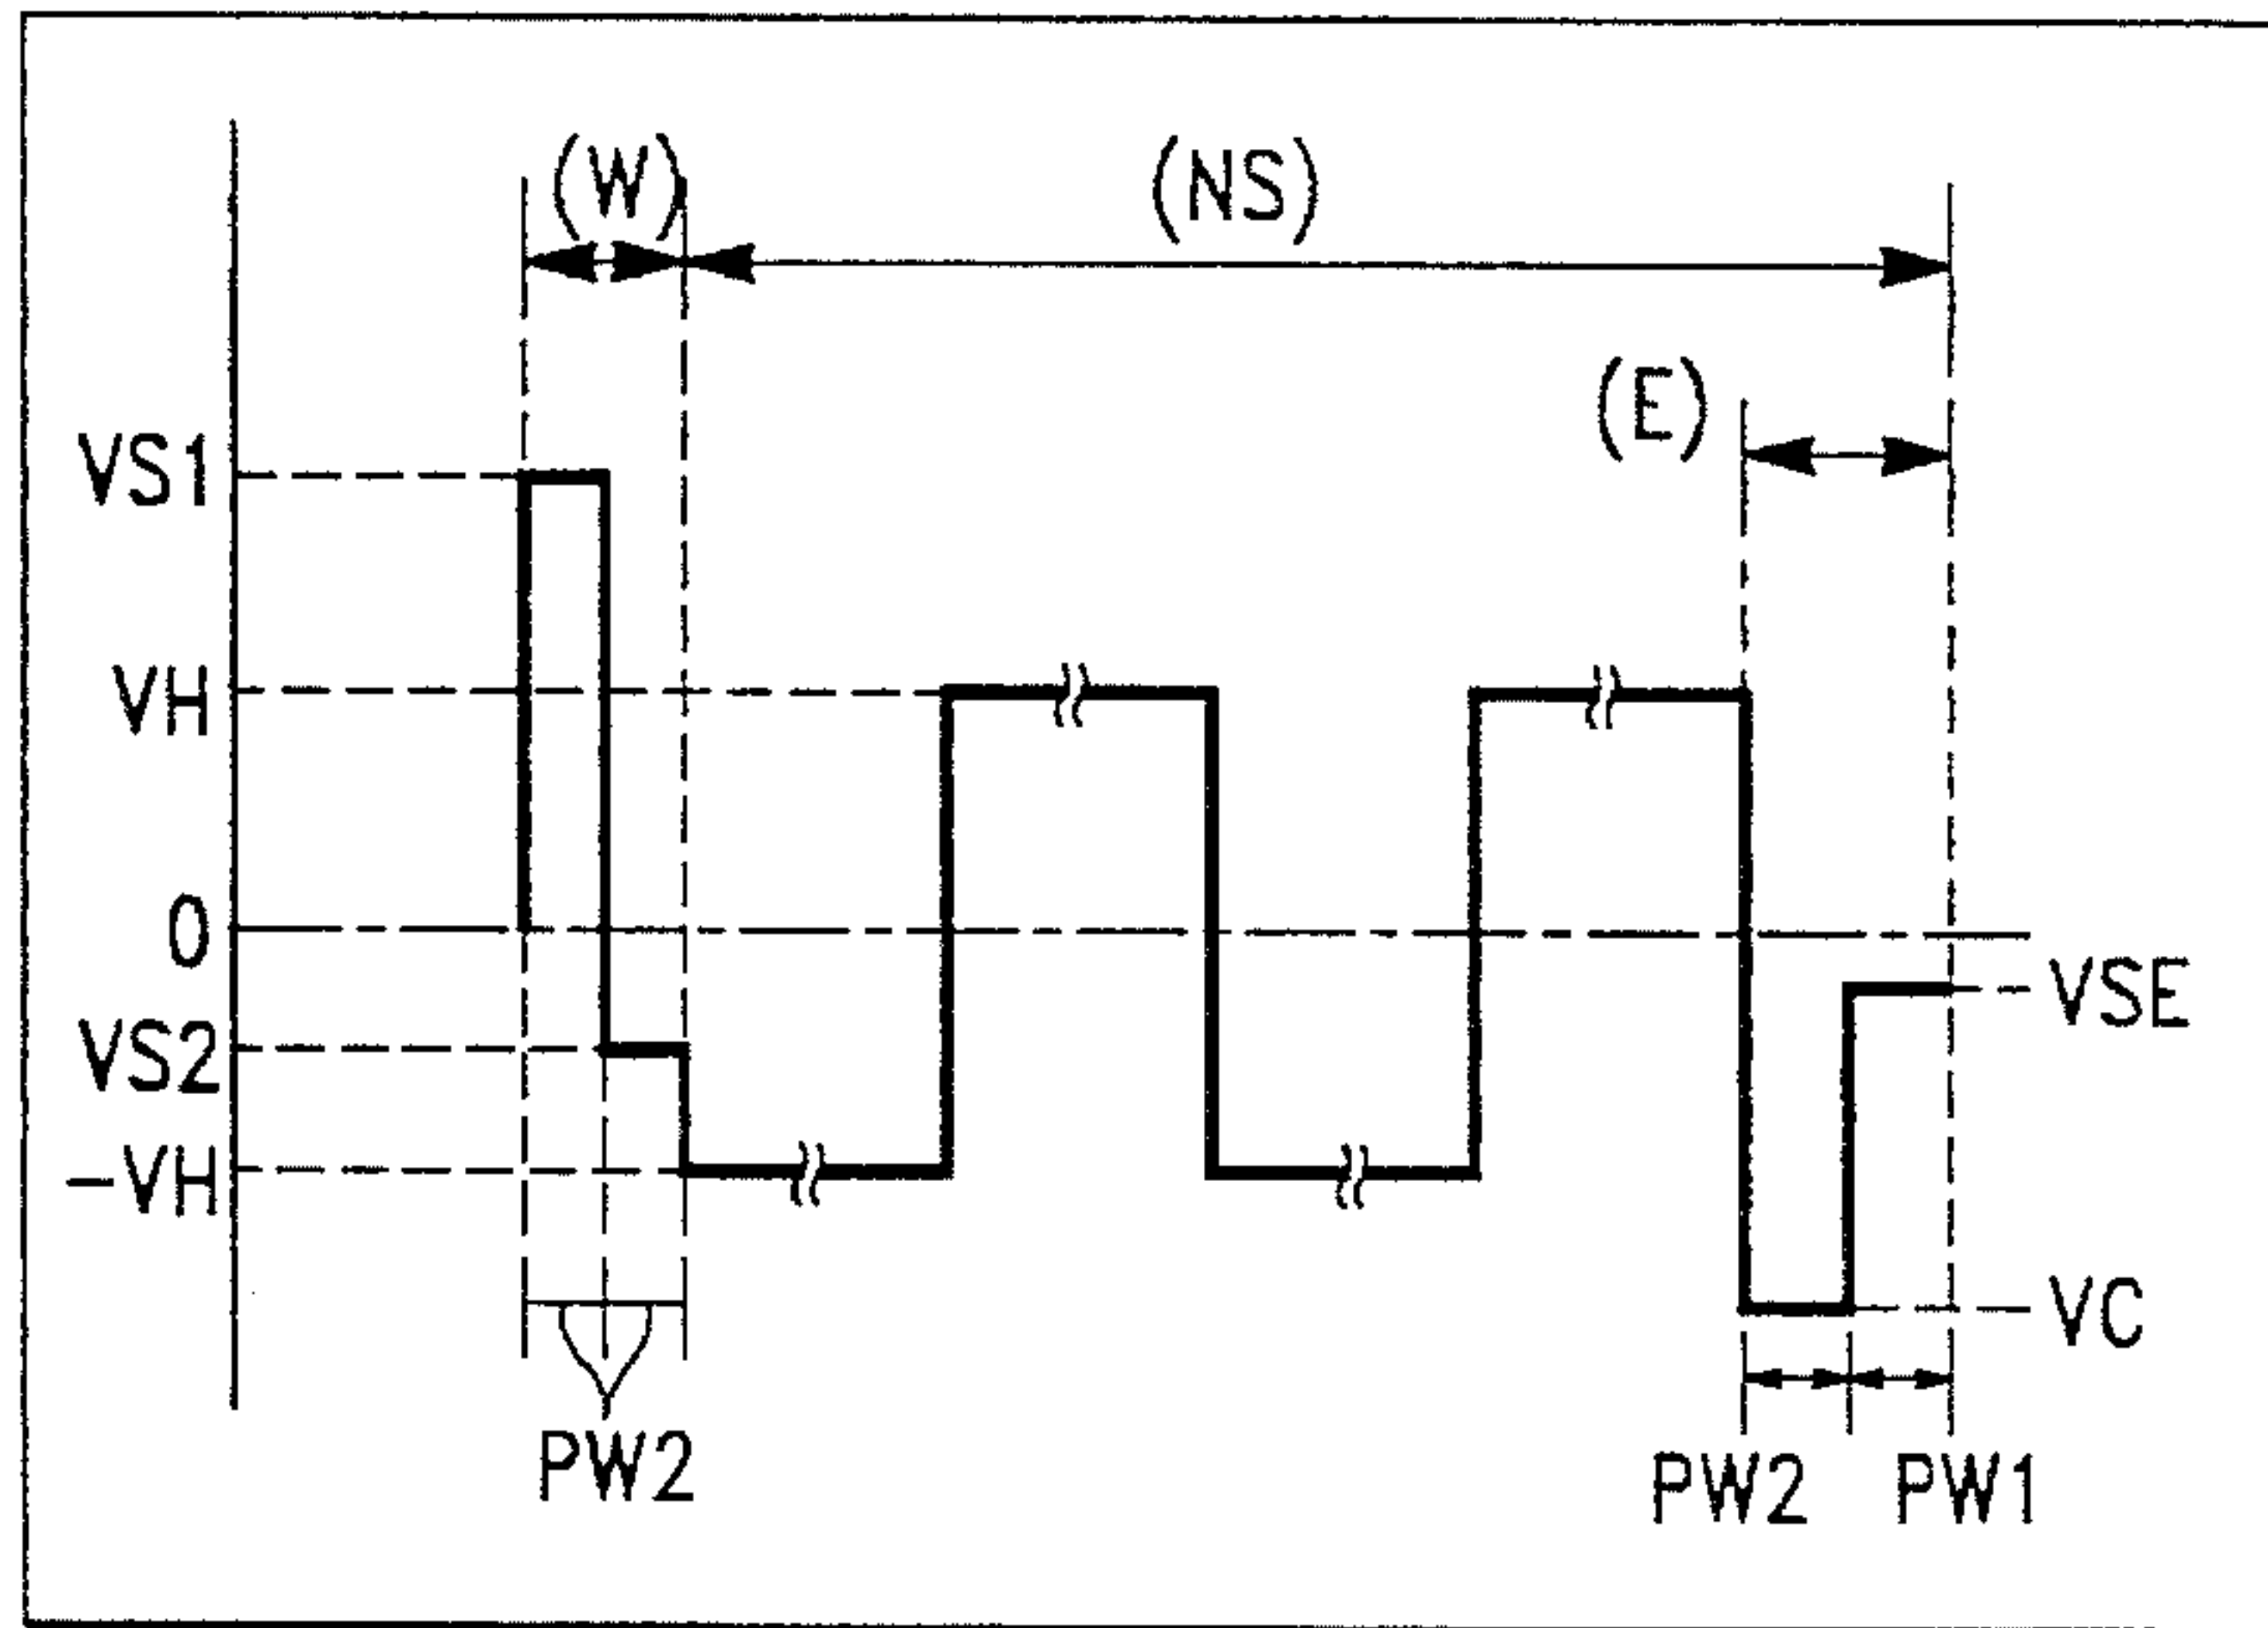 (W)
(NS)
(E)
VS1
VH
0
VSE
VS2
-VH
VC
PW2
PW2
PW1